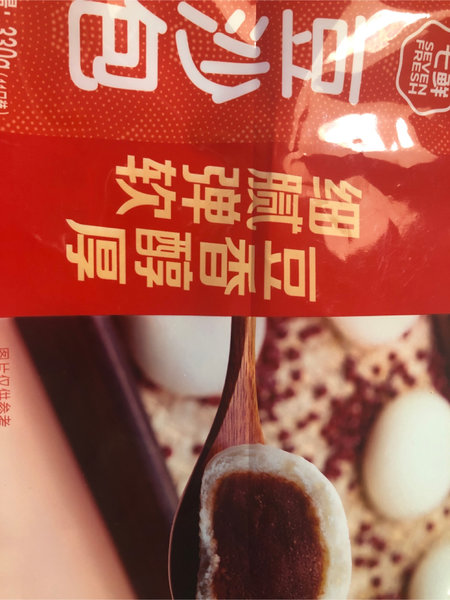 七鲜
SEVEN
FRESH
豆沙包
330g
细腻弹软
豆香醇厚
图片仅供参考